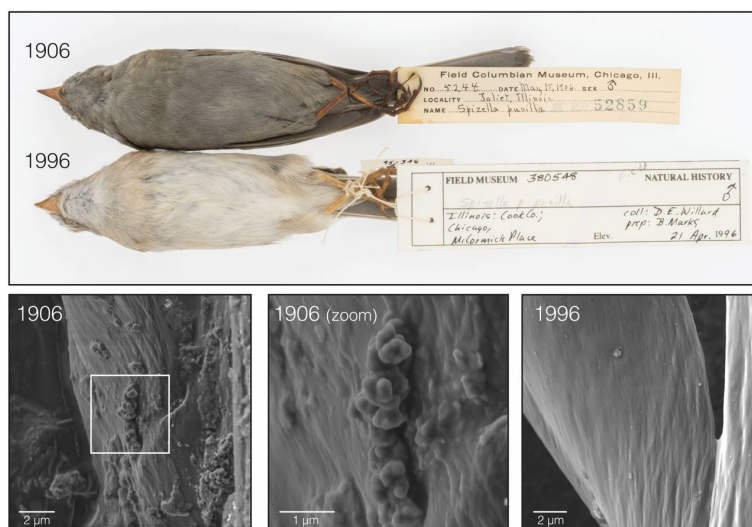 1906
Field Columbian Museum, Chicago, Ill.
NO. 5244 DATE May 15, 1906 SEX ♂
LOCALITY Joliet, Illinois
NAME Spizella pusilla 52859
1996
FIELD MUSEUM 380548 NATURAL HISTORY
Spizella p. pusilla ♂
Illinois: Cook Co.; coll: D.E. Willard
Chicago, prep: B. Marks
McCormick Place Elev. 21 Apr. 1996
1906
2 µm
1906 (zoom)
1 µm
1996
2 µm